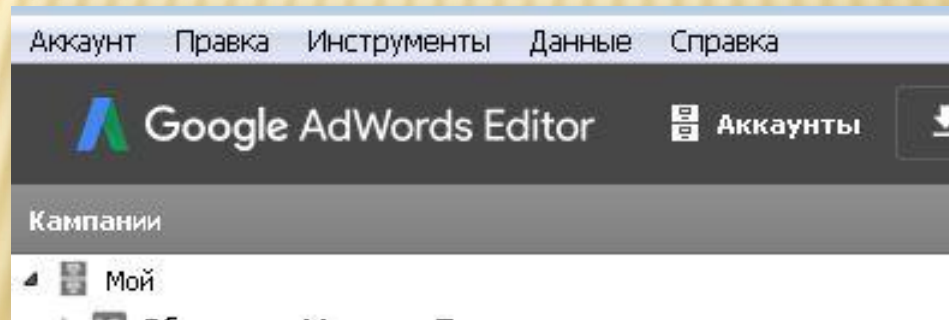 Аккаунт Правка Инструменты Данные Справка
Google AdWords Editor Аккаунты
Кампании
Мой